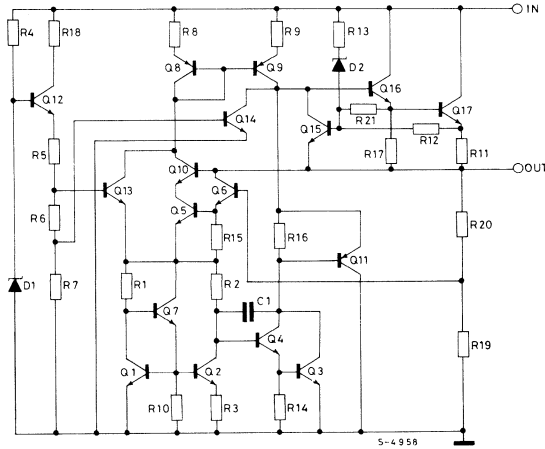 IN
R4 R18 R8 R9 R13
D2
Q8 Q9 Q16
Q12 Q17
Q14 R21
Q15 R12
R5 R17 R11
Q10 OUT
Q13 Q6
R6 Q5 R20
R15 R16
Q11
D1 R7 R1 R2
C1
Q7 Q4 R19
Q1 Q2 Q3
R10 R3 R14
S-4958